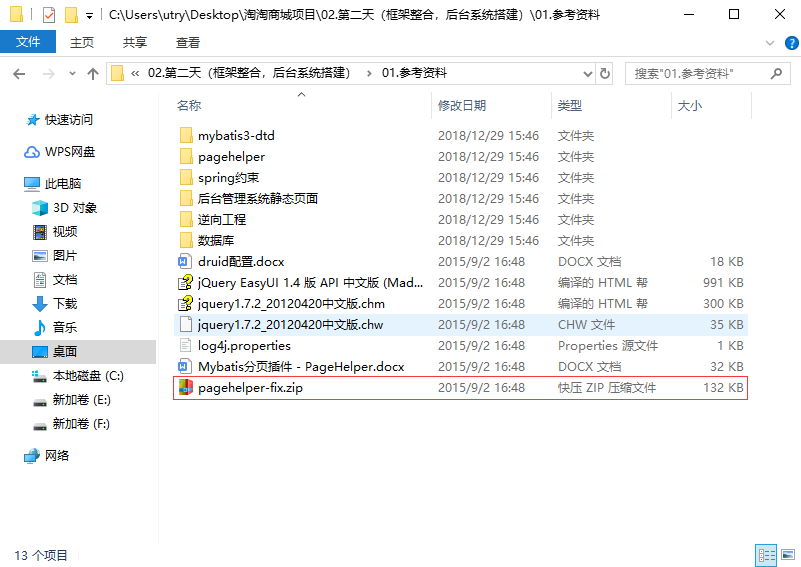 C:\Users\utry\Desktop\淘淘商城项目\02.第二天（框架整合，后台系统搭建）\01.参考资料
文件 主页 共享 查看
« 02.第二天（框架整合，后台系统搭建） › 01.参考资料 搜索"01.参考资料"
名称 修改日期 类型 大小
快速访问
WPS网盘
此电脑
3D 对象
视频
图片
文档
下载
音乐
桌面
本地磁盘 (C:)
新加卷 (E:)
新加卷 (F:)
网络
mybatis3-dtd 2018/12/29 15:46 文件夹
pagehelper 2018/12/29 15:46 文件夹
spring约束 2018/12/29 15:46 文件夹
后台管理系统静态页面 2018/12/29 15:46 文件夹
逆向工程 2018/12/29 15:46 文件夹
数据库 2018/12/29 15:46 文件夹
druid配置.docx 2015/9/2 16:48 DOCX 文档 18 KB
jQuery EasyUI 1.4 版 API 中文版 (Mad... 2015/9/2 16:48 编译的 HTML 帮 991 KB
jquery1.7.2_20120420中文版.chm 2015/9/2 16:48 编译的 HTML 帮 300 KB
jquery1.7.2_20120420中文版.chw 2015/9/2 16:48 CHW 文件 35 KB
log4j.properties 2015/9/2 16:48 Properties 源文件 1 KB
Mybatis分页插件 - PageHelper.docx 2015/9/2 16:48 DOCX 文档 32 KB
pagehelper-fix.zip 2015/9/2 16:48 快压 ZIP 压缩文件 132 KB
13 个项目